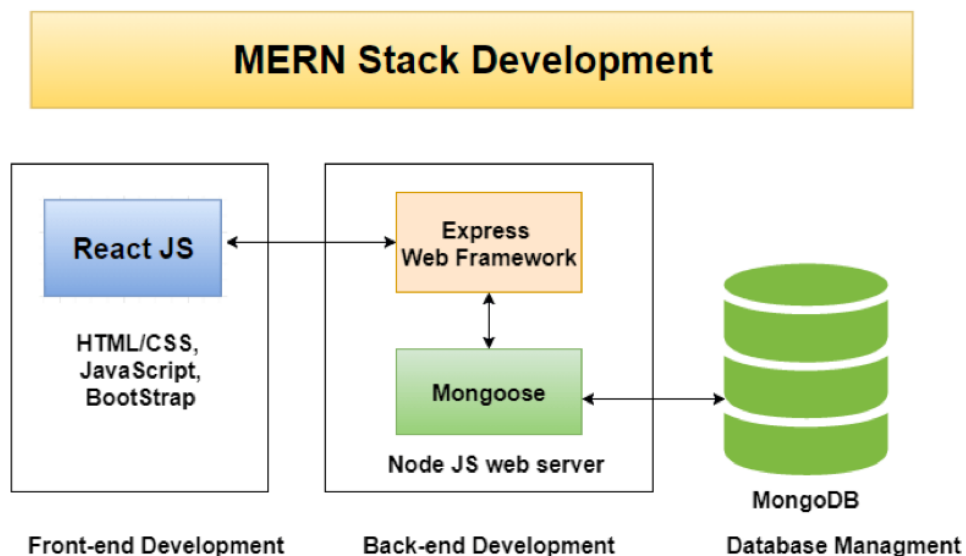 MERN Stack Development
React JS
HTML/CSS,
JavaScript,
BootStrap
Front-end Development
Express
Web Framework
Mongoose
Node JS web server
Back-end Development
MongoDB
Database Managment